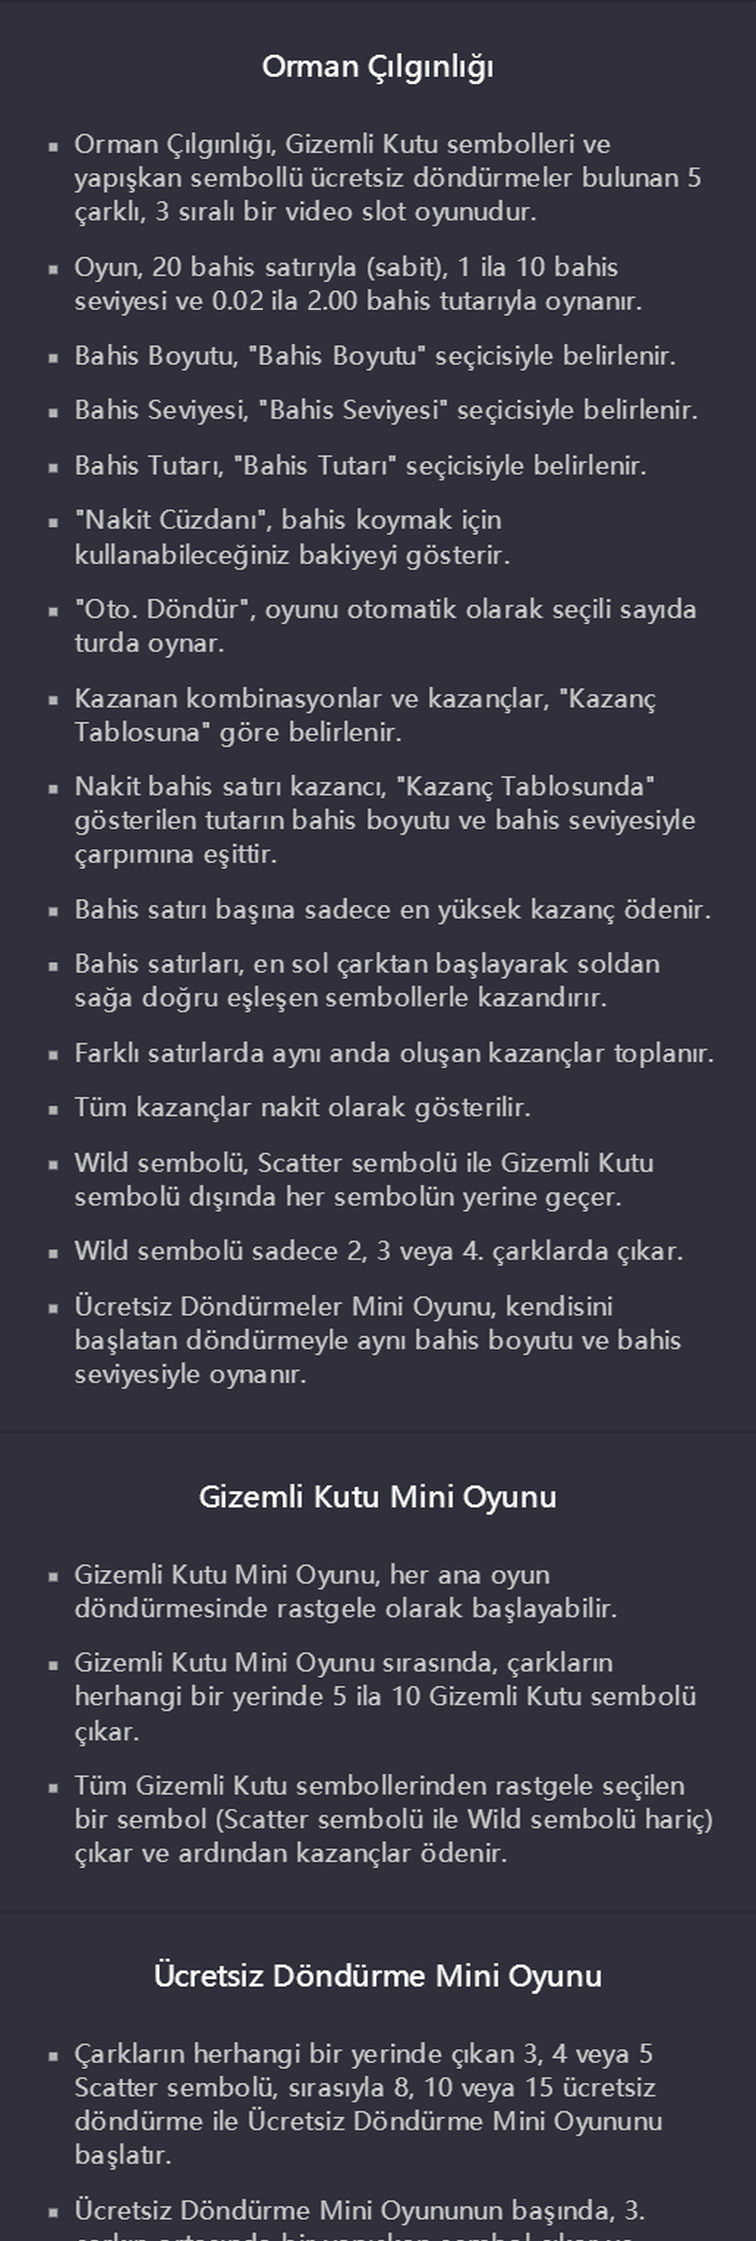 Orman Çılgınlığı
▪ Orman Çılgınlığı, Gizemli Kutu sembolleri ve
yapışkan sembollü ücretsiz döndürmeler bulunan 5
çarklı, 3 sıralı bir video slot oyunudur.
▪ Oyun, 20 bahis satırıyla (sabit), 1 ila 10 bahis
seviyesi ve 0.02 ila 2.00 bahis tutarıyla oynanır.
▪ Bahis Boyutu, "Bahis Boyutu" seçicisiyle belirlenir.
▪ Bahis Seviyesi, "Bahis Seviyesi" seçicisiyle belirlenir.
▪ Bahis Tutarı, "Bahis Tutarı" seçicisiyle belirlenir.
▪ "Nakit Cüzdanı", bahis koymak için
kullanabileceğiniz bakiyeyi gösterir.
▪ "Oto. Döndür", oyunu otomatik olarak seçili sayıda
turda oynar.
▪ Kazanan kombinasyonlar ve kazançlar, "Kazanç
Tablosuna" göre belirlenir.
▪ Nakit bahis satırı kazancı, "Kazanç Tablosunda"
gösterilen tutarın bahis boyutu ve bahis seviyesiyle
çarpımına eşittir.
▪ Bahis satırı başına sadece en yüksek kazanç ödenir.
▪ Bahis satırları, en sol çarktan başlayarak soldan
sağa doğru eşleşen sembollerle kazandırır.
▪ Farklı satırlarda aynı anda oluşan kazançlar toplanır.
▪ Tüm kazançlar nakit olarak gösterilir.
▪ Wild sembolü, Scatter sembolü ile Gizemli Kutu
sembolü dışında her sembolün yerine geçer.
▪ Wild sembolü sadece 2, 3 veya 4. çarklarda çıkar.
▪ Ücretsiz Döndürmeler Mini Oyunu, kendisini
başlatan döndürmeyle aynı bahis boyutu ve bahis
seviyesiyle oynanır.
Gizemli Kutu Mini Oyunu
▪ Gizemli Kutu Mini Oyunu, her ana oyun
döndürmesinde rastgele olarak başlayabilir.
▪ Gizemli Kutu Mini Oyunu sırasında, çarkların
herhangi bir yerinde 5 ila 10 Gizemli Kutu sembolü
çıkar.
▪ Tüm Gizemli Kutu sembollerinden rastgele seçilen
bir sembol (Scatter sembolü ile Wild sembolü hariç)
çıkar ve ardından kazançlar ödenir.
Ücretsiz Döndürme Mini Oyunu
▪ Çarkların herhangi bir yerinde çıkan 3, 4 veya 5
Scatter sembolü, sırasıyla 8, 10 veya 15 ücretsiz
döndürme ile Ücretsiz Döndürme Mini Oyununu
başlatır.
▪ Ücretsiz Döndürme Mini Oyununun başında, 3.